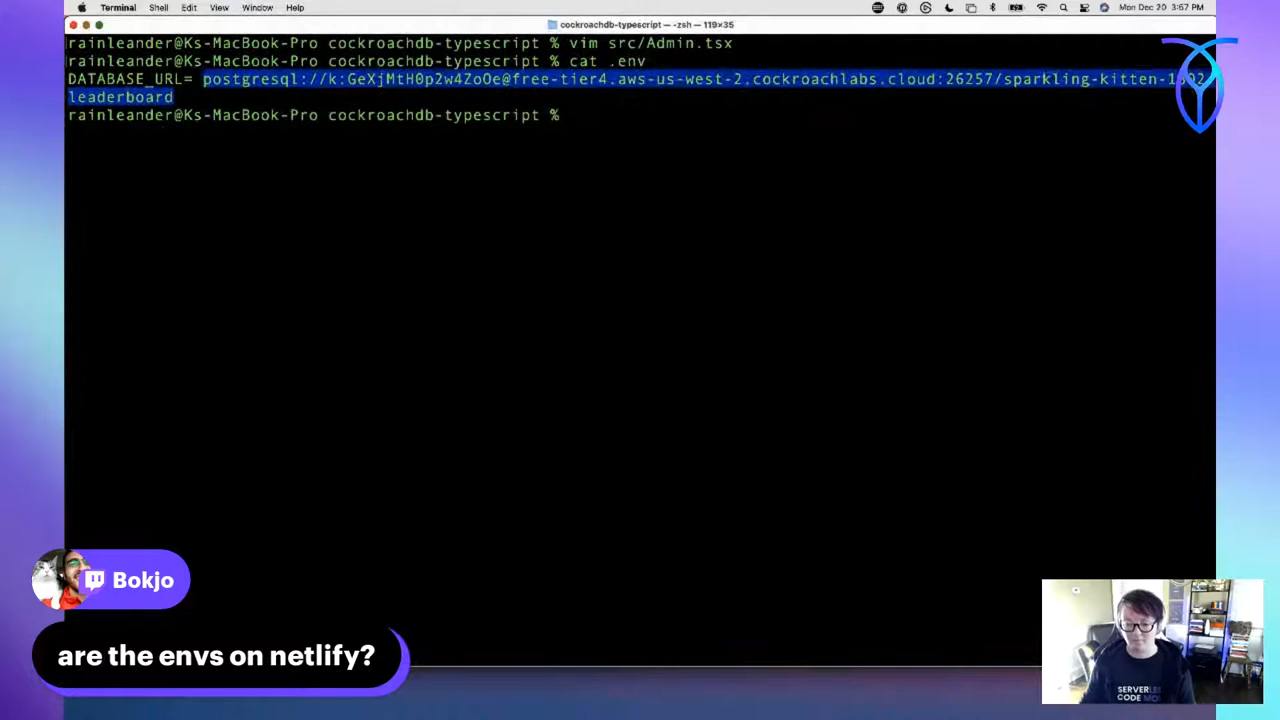 Terminal Shell Edit View Window Help Mon Dec 20 3:57 PM
cockroachdb-typescript — -zsh — 119×35
rainleander@Ks-MacBook-Pro cockroachdb-typescript % vim src/Admin.tsx
rainleander@Ks-MacBook-Pro cockroachdb-typescript % cat .env
DATABASE_URL= postgresql://k:GeXjMtH0p2w4ZoOe@free-tier4.aws-us-west-2.cockroachlabs.cloud:26257/sparkling-kitten-
leaderboard
rainleander@Ks-MacBook-Pro cockroachdb-typescript %
Bokjo
are the envs on netlify?
CODE